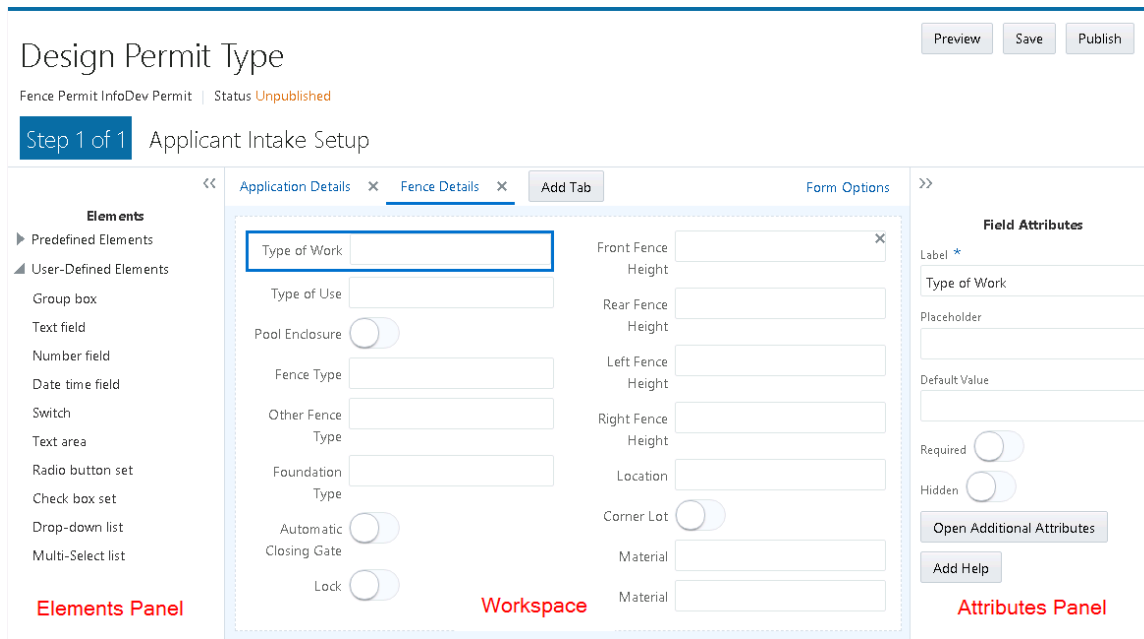 Design Permit Type
Preview
Save
Publish
Fence Permit InfoDev Permit | Status Unpublished
Step 1 of 1
Applicant Intake Setup
Elements
Predefined Elements
User-Defined Elements
Group box
Text field
Number field
Date time field
Switch
Text area
Radio button set
Check box set
Drop-down list
Multi-Select list
Elements Panel
Application Details
Fence Details
Add Tab
Form Options
Type of Work
Type of Use
Pool Enclosure
Fence Type
Other Fence
Type
Foundation
Type
Automatic
Closing Gate
Lock
Front Fence
Height
Rear Fence
Height
Left Fence
Height
Right Fence
Height
Location
Corner Lot
Material
Material
Workspace
Field Attributes
Label *
Type of Work
Placeholder
Default Value
Required
Hidden
Open Additional Attributes
Add Help
Attributes Panel